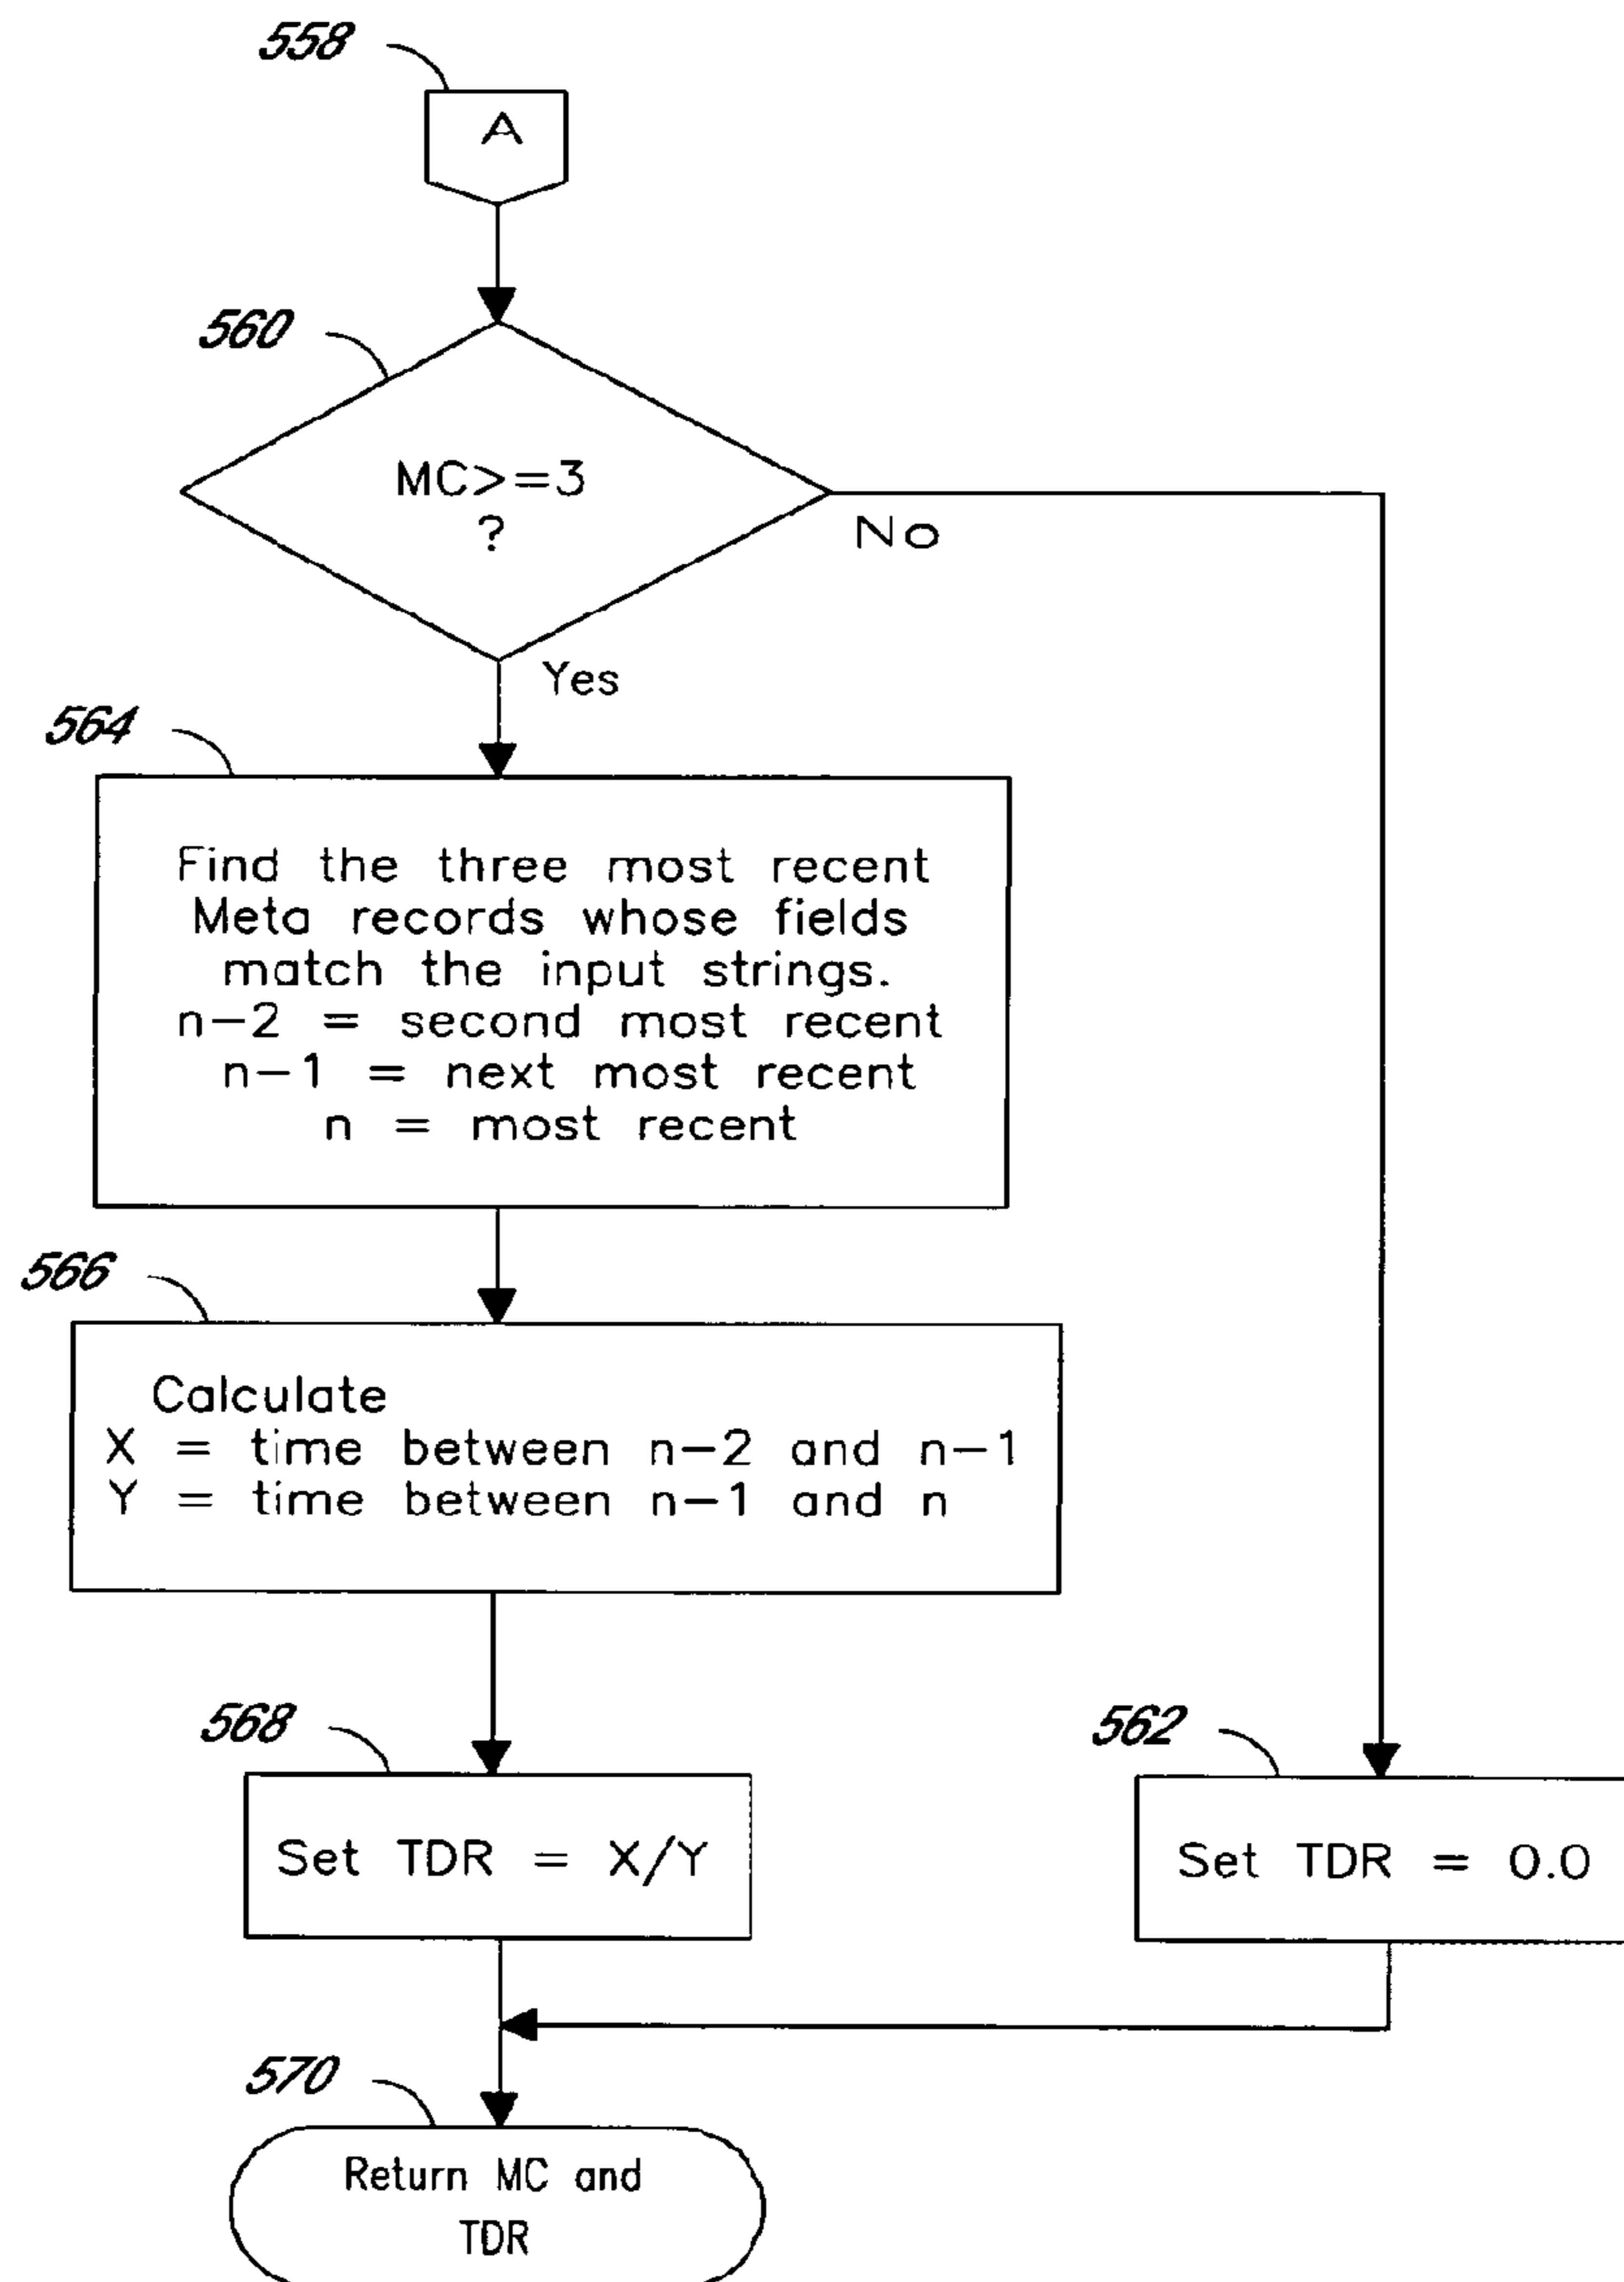 558
A
560
MC>=3
?
No
Yes
564
Find the three most recent
Meta records whose fields
match the input strings.
n-2 = second most recent
n-1 = next most recent
n = most recent
566
Calculate
X = time between n-2 and n-1
Y = time between n-1 and n
568
Set TDR = X/Y
562
Set TDR = 0.0
570
Return MC and
TDR